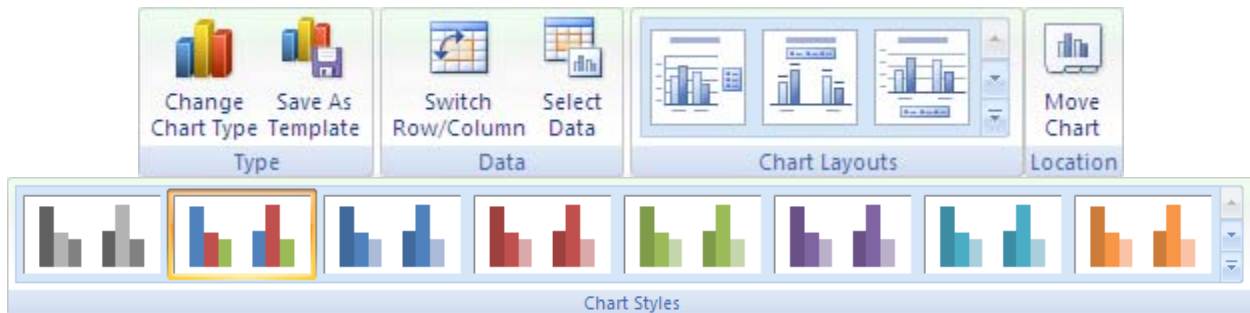 Change Chart Type
Save As Template
Switch Row/Column
Select Data
Move Chart
Type
Data
Chart Layouts
Location
Chart Styles